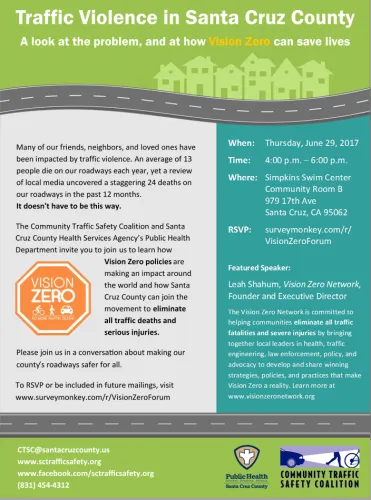 Traffic Violence in Santa Cruz County
A look at the problem, and at how Vision Zero can save lives
Many of our friends, neighbors, and loved ones have
been impacted by traffic violence. An average of 13
people die on our roadways each year, yet a review
of local media uncovered a staggering 24 deaths on
our roadways in the past 12 months.
It doesn't have to be this way.
The Community Traffic Safety Coalition and Santa
Cruz County Health Services Agency's Public Health
Department invite you to join us to learn how
Vision Zero policies are
making an impact around
the world and how Santa
Cruz County can join the
movement to eliminate
all traffic deaths and
serious injuries.
VISION
ZERO
Please join us in a conversation about making our
county's roadways safer for all.
To RSVP or be included in future mailings, visit
www.surveymonkey.com/r/VisionZeroForum
When: Thursday, June 29, 2017
Time: 4:00 p.m. – 6:00 p.m.
Where: Simpkins Swim Center
Community Room B
979 17th Ave
Santa Cruz, CA 95062
RSVP: surveymonkey.com/r/
VisionZeroForum
Featured Speaker:
Leah Shahum, Vision Zero Network,
Founder and Executive Director
The Vision Zero Network is committed to
helping communities eliminate all traffic
fatalities and severe injuries by bringing
together local leaders in health, traffic
engineering, law enforcement, policy, and
advocacy to develop and share winning
strategies, policies, and practices that make
Vision Zero a reality. Learn more at
www.visionzeronetwork.org
CTSC@santacruzcounty.us
www.sctrafficsafety.org
www.facebook.com/sctrafficsafety.org
(831) 454-4312
Public Health
Santa Cruz County
COMMUNITY TRAFFIC
SAFETY COALITION